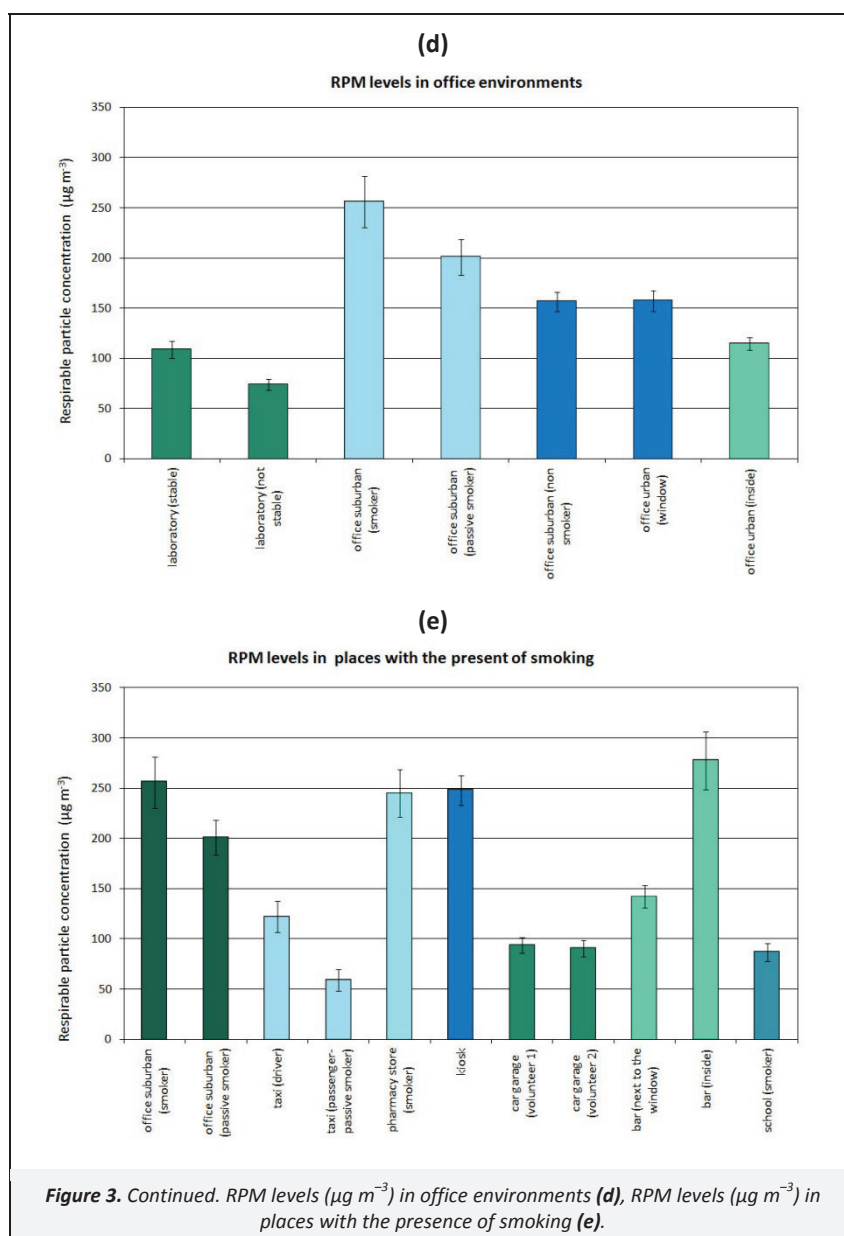 (d)
RPM levels in office environments
Respirable particle concentration (µg m⁻³)
350
300
250
200
150
100
50
0
laboratory (stable)
laboratory (not
stable)
office suburban
(smoker)
office suburban
(passive smoker)
office suburban (non
smoker)
office urban
(window)
office urban (inside)
(e)
RPM levels in places with the present of smoking
Respirable particle concentration (µg m⁻³)
350
300
250
200
150
100
50
0
office suburban
(smoker)
office suburban
(passive smoker)
taxi (driver)
taxi (passenger-
passive smoker)
pharmacy store
(smoker)
kiosk
car garage
(volunteer 1)
car garage
(volunteer 2)
bar (next to the
window)
bar (inside)
school (smoker)
Figure 3. Continued. RPM levels (µg m⁻³) in office environments (d), RPM levels (µg m⁻³) in
places with the presence of smoking (e).